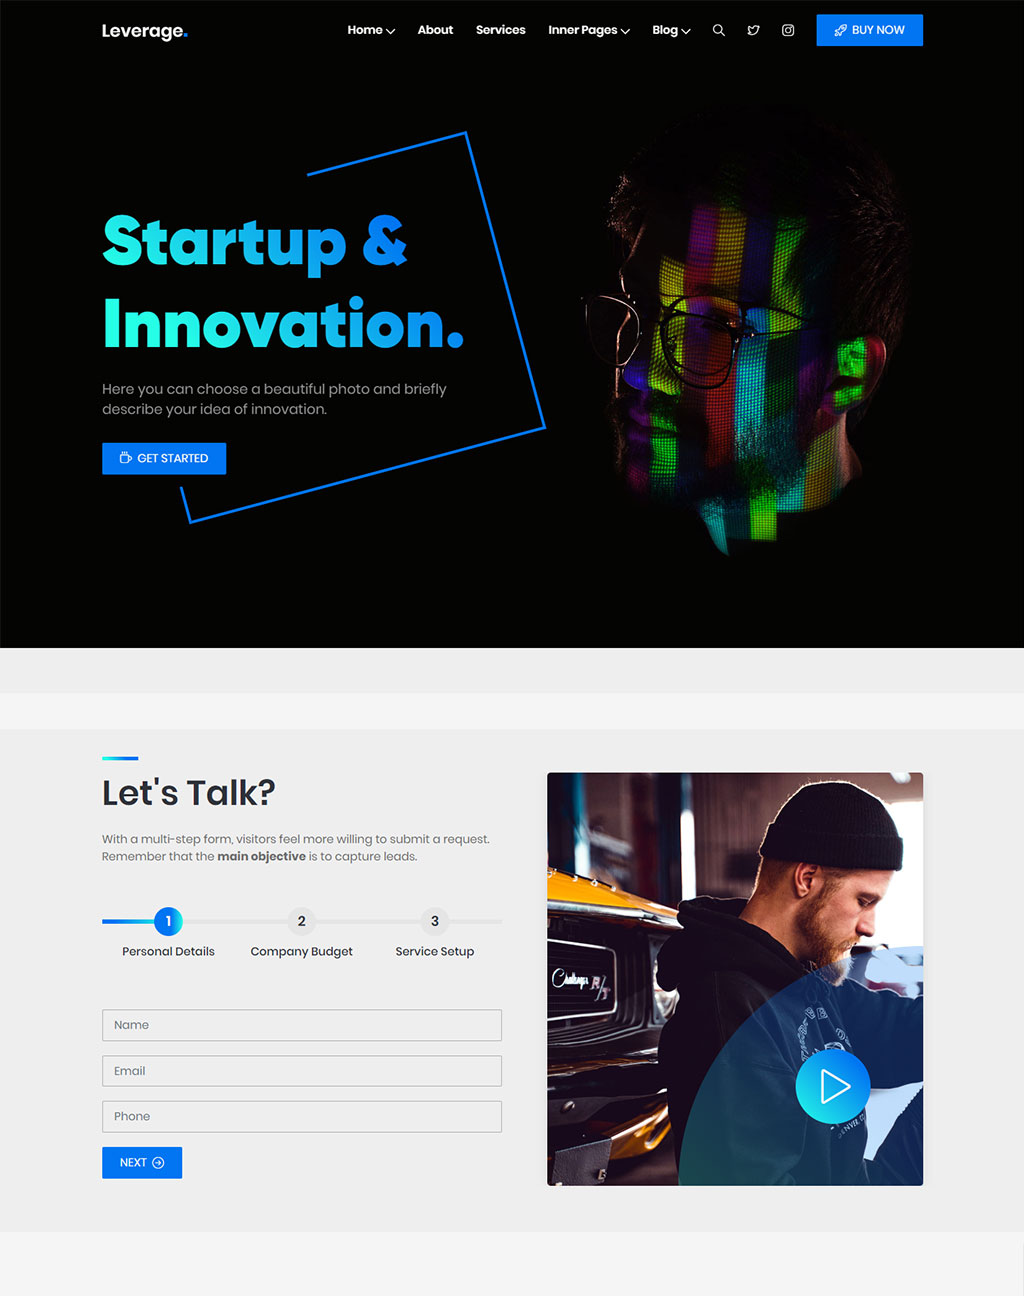 Leverage.
Home
About
Services
Inner Pages
Blog
BUY NOW
Startup &
Innovation.
Here you can choose a beautiful photo and briefly
describe your idea of innovation.
GET STARTED
Let's Talk?
With a multi-step form, visitors feel more willing to submit a request.
Remember that the main objective is to capture leads.
1
2
3
Personal Details
Company Budget
Service Setup
Name
Email
Phone
NEXT
Challenger R/T